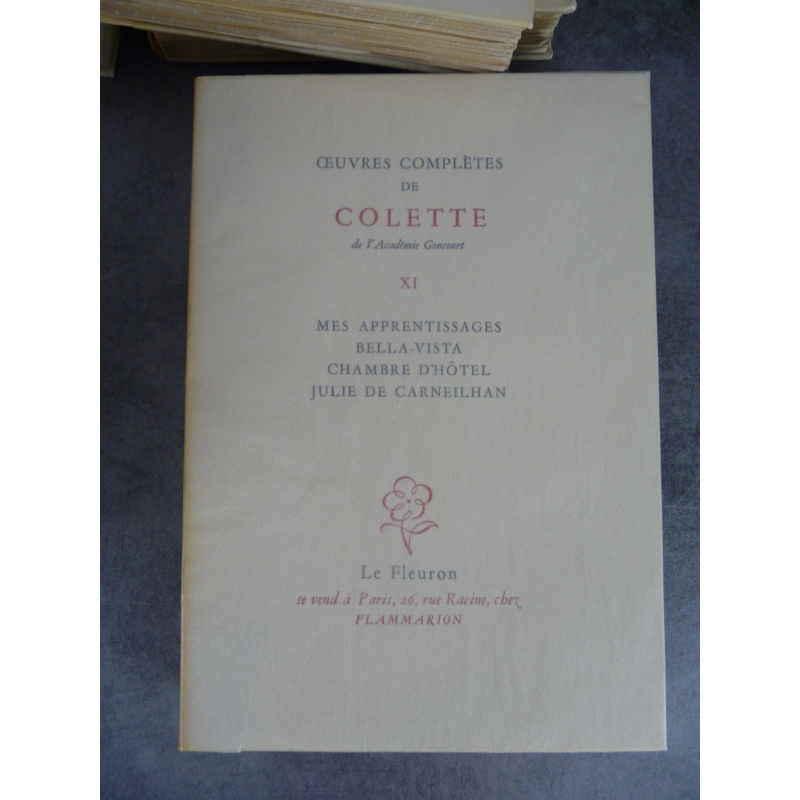 ŒUVRES COMPLÈTES
DE
COLETTE
de l'Académie Goncourt
XI
MES APPRENTISSAGES
BELLA-VISTA
CHAMBRE D'HÔTEL
JULIE DE CARNEILHAN
Le Fleuron
se vend à Paris, 26, rue Racine, chez
FLAMMARION